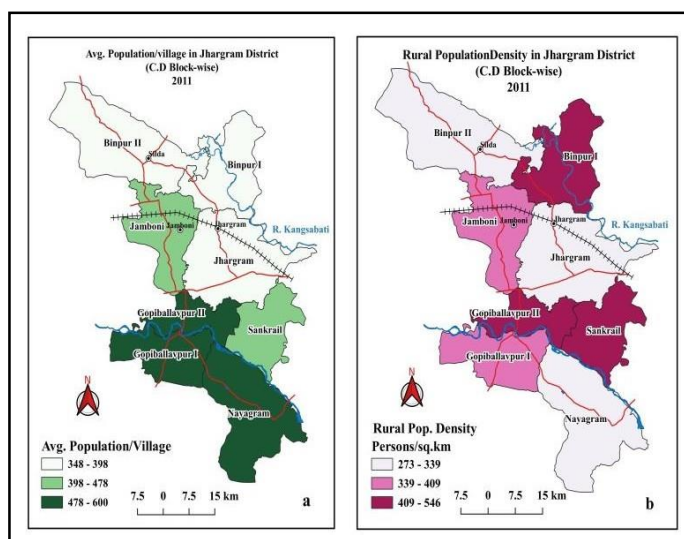 Avg. Population/village in Jhargram District
(C.D Block-wise)
2011
Binpur II
Silda
Binpur I
R. Kangsabati
Jamboni
Jamboni
Jhargram
Jhargram
Gopiballavpur II
Sankrail
Gopiballavpur I
Nayagram
N
Avg. Population/Village
348 - 398
398 - 478
478 - 600
7.5 0 7.5 15 km
a
Rural PopulationDensity in Jhargram District
(C.D Block-wise)
2011
Binpur II
Silda
Binpur I
R. Kangsabati
Jamboni
Jamboni
Jhargram
Jhargram
Gopiballavpur II
Sankrail
Gopiballavpur I
Nayagram
N
Rural Pop. Density
Persons/sq.km
273 - 339
339 - 409
409 - 546
7.5 0 7.5 15 km
b